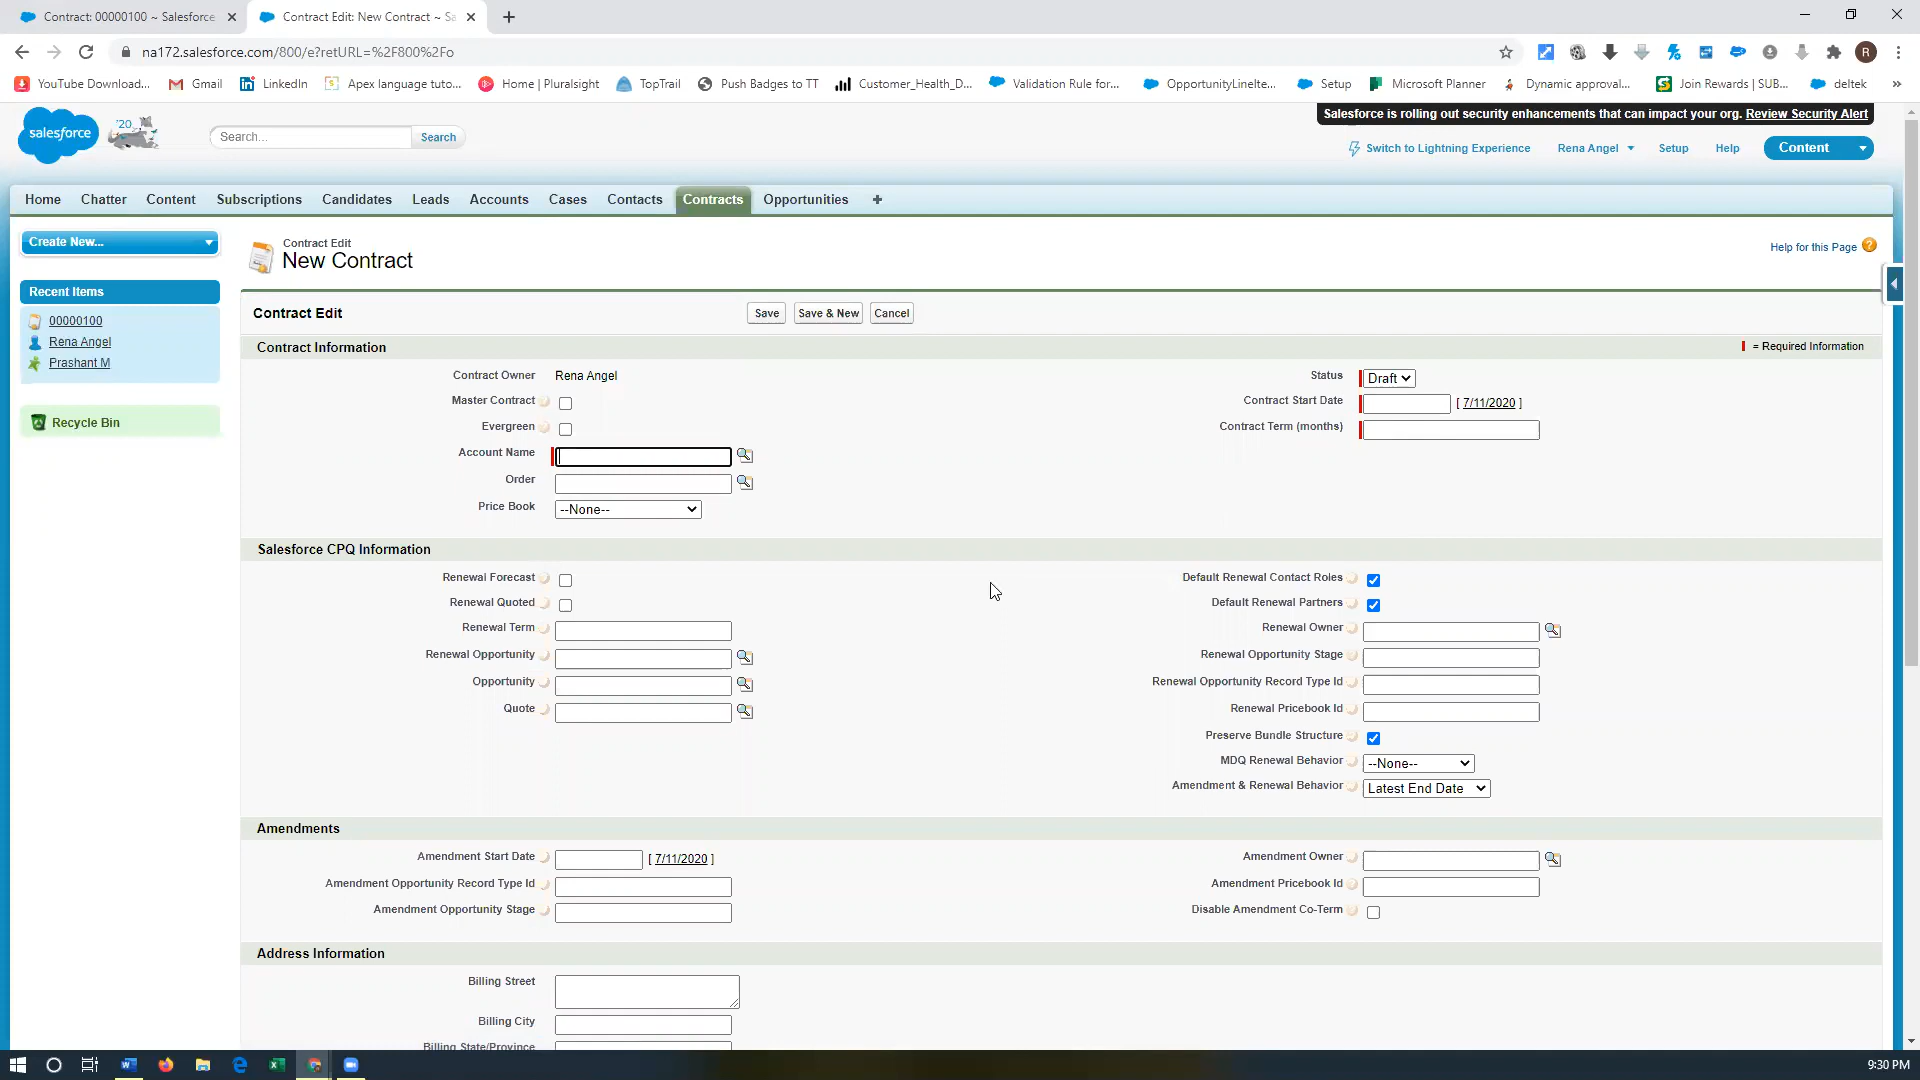 Contract: 00000100 ~ Salesforce
Contract Edit: New Contract ~ Sa
na172.salesforce.com/800/e?retURL=%2F800%2Fo
R
YouTube Download...
Gmail
LinkedIn
Apex language tuto...
Home | Pluralsight
TopTrail
Push Badges to TT
Customer_Health_D...
Validation Rule for...
OpportunityLineIte...
Setup
Microsoft Planner
Dynamic approval...
Join Rewards | SUB...
deltek
»
Salesforce is rolling out security enhancements that can impact your org. Review Security Alert
salesforce
'20
Search...
Search
Switch to Lightning Experience
Rena Angel
Setup
Help
Content
Home
Chatter
Content
Subscriptions
Candidates
Leads
Accounts
Cases
Contacts
Contracts
Opportunities
+
Create New...
Recent Items
00000100
Rena Angel
Prashant M
Recycle Bin
Contract Edit
New Contract
Help for this Page ?
Contract Edit
Save
Save & New
Cancel
Contract Information
= Required Information
Contract Owner Rena Angel
Master Contract
Evergreen
Account Name
Order
Price Book --None--
Status Draft
Contract Start Date [ 7/11/2020 ]
Contract Term (months)
Salesforce CPQ Information
Renewal Forecast
Renewal Quoted
Renewal Term
Renewal Opportunity
Opportunity
Quote
Default Renewal Contact Roles
Default Renewal Partners
Renewal Owner
Renewal Opportunity Stage
Renewal Opportunity Record Type Id
Renewal Pricebook Id
Preserve Bundle Structure
MDQ Renewal Behavior --None--
Amendment & Renewal Behavior Latest End Date
Amendments
Amendment Start Date [ 7/11/2020 ]
Amendment Opportunity Record Type Id
Amendment Opportunity Stage
Amendment Owner
Amendment Pricebook Id
Disable Amendment Co-Term
Address Information
Billing Street
Billing City
Billing State/Province
9:30 PM